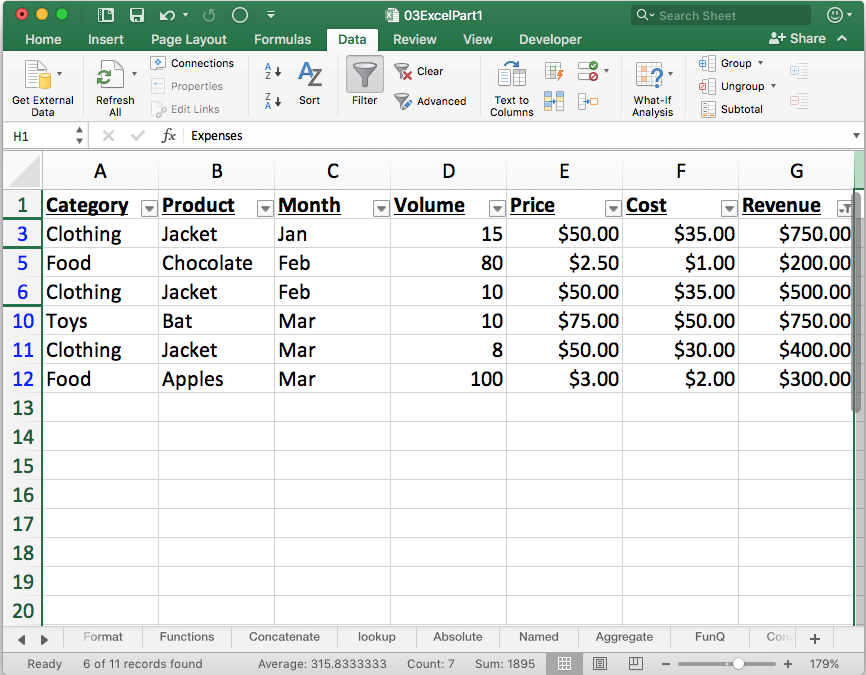 03ExcelPart1
Search Sheet
Home Insert Page Layout Formulas Data Review View Developer Share
Get External Data
Refresh All
Connections
Properties
Edit Links
A Z
Z A
A Z
Sort
Filter
Clear
Advanced
Text to Columns
What-If Analysis
Group
Ungroup
Subtotal
H1 fx Expenses
A B C D E F G
1 Category Product Month Volume Price Cost Revenue
3 Clothing Jacket Jan 15 $50.00 $35.00 $750.00
5 Food Chocolate Feb 80 $2.50 $1.00 $200.00
6 Clothing Jacket Feb 10 $50.00 $35.00 $500.00
10 Toys Bat Mar 10 $75.00 $50.00 $750.00
11 Clothing Jacket Mar 8 $50.00 $30.00 $400.00
12 Food Apples Mar 100 $3.00 $2.00 $300.00
13
14
15
16
17
18
19
20
Format Functions Concatenate lookup Absolute Named Aggregate FunQ Con
Ready 6 of 11 records found Average: 315.8333333 Count: 7 Sum: 1895 179%